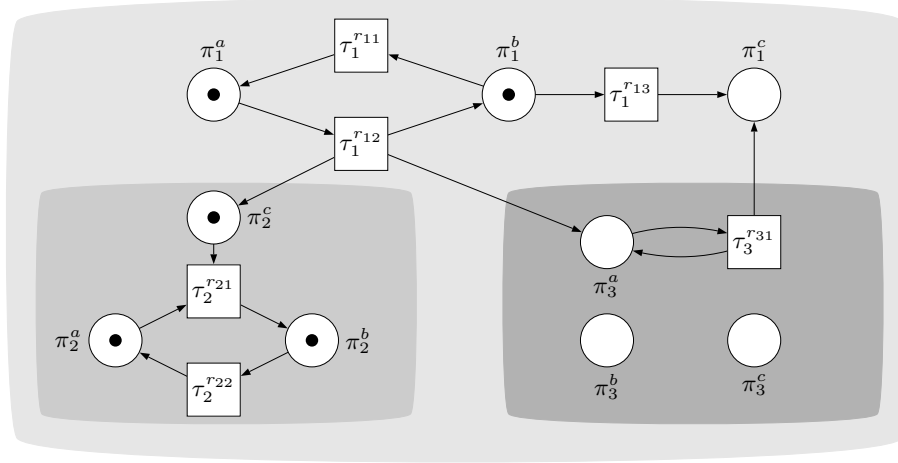 π₁ᵃ
τ₁^{r₁₁}
π₁ᵇ
π₁ᶜ
τ₁^{r₁₃}
τ₁^{r₁₂}
π₂ᶜ
τ₃^{r₃₁}
τ₂^{r₂₁}
π₃ᵃ
π₂ᵃ
π₂ᵇ
τ₂^{r₂₂}
π₃ᵇ
π₃ᶜ